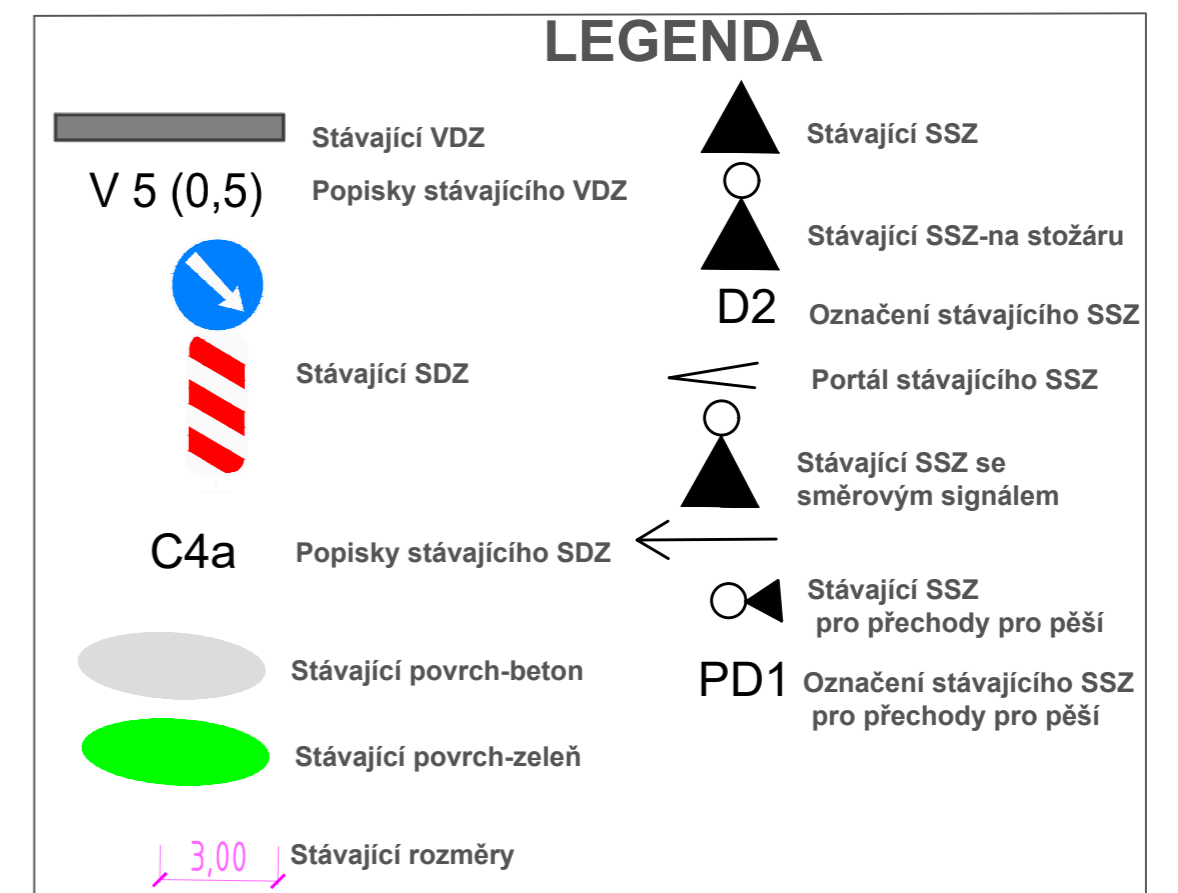 LEGENDA
Stávající VDZ
V 5 (0,5)
Popisky stávajícího VDZ
Stávající SDZ
C4a
Popisky stávajícího SDZ
Stávající povrch-beton
Stávající povrch-zeleň
3,00
Stávající rozměry
Stávající SSZ
Stávající SSZ-na stožáru
D2
Označení stávajícího SSZ
Portál stávajícího SSZ
Stávající SSZ se
směrovým signálem
Stávající SSZ
pro přechody pro pěší
PD1
Označení stávajícího SSZ
pro přechody pro pěší